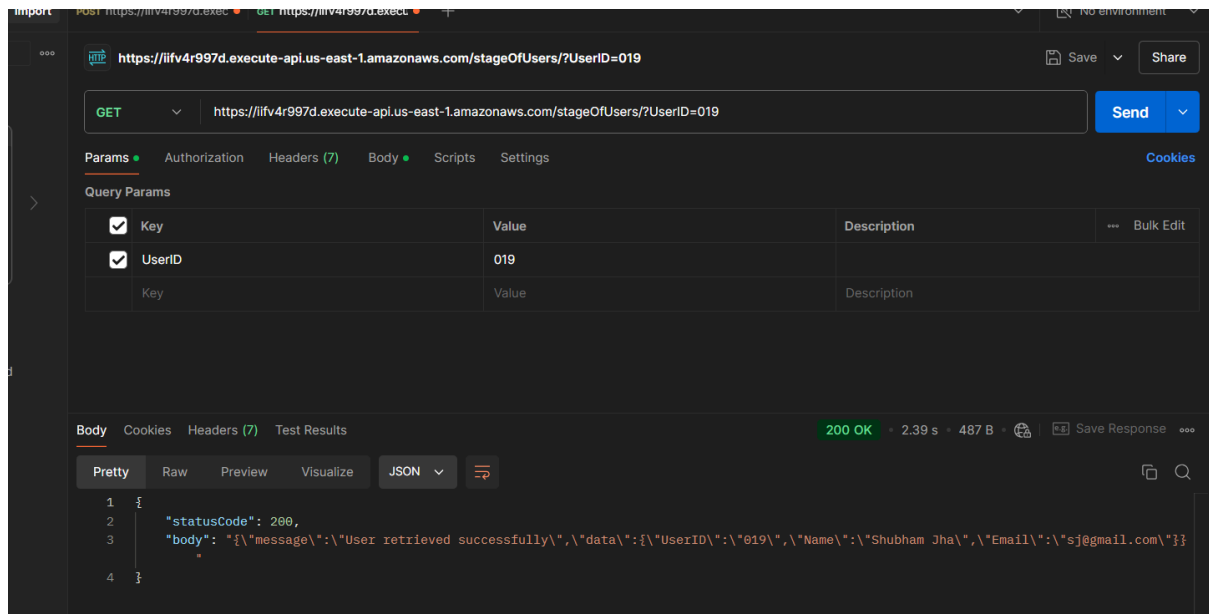 Import POST https://iifv4r997d.exec GET https://iifv4r997d.execu No environment
HTTP https://iifv4r997d.execute-api.us-east-1.amazonaws.com/stageOfUsers/?UserID=019 Save Share
GET https://iifv4r997d.execute-api.us-east-1.amazonaws.com/stageOfUsers/?UserID=019 Send
Params Authorization Headers (7) Body Scripts Settings Cookies
Query Params
Key Value Description Bulk Edit
UserID 019
Key Value Description
Body Cookies Headers (7) Test Results 200 OK 2.39 s 487 B e.g. Save Response
Pretty Raw Preview Visualize JSON
1 {
2 "statusCode": 200,
3 "body": "{\"message\":\"User retrieved successfully\",\"data\":{\"UserID\":\"019\",\"Name\":\"Shubham Jha\",\"Email\":\"sj@gmail.com\"}}
"
4 }